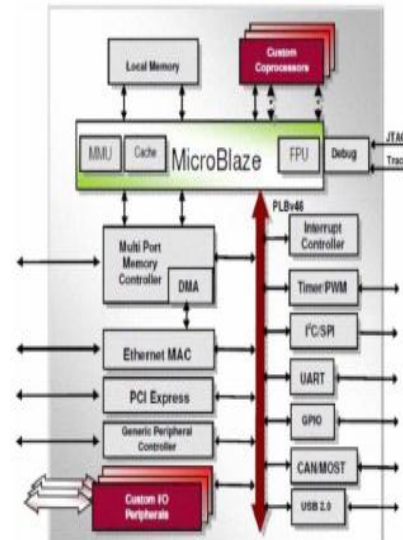 Local Memory
Custom
Coprocessors
MMU
Cache
MicroBlaze
FPU
Debug
JTAG
Trac
PLBv46
Multi Port
Memory
Controller
DMA
Interrupt
Controller
Timer/PWM
I²C/SPI
Ethernet MAC
UART
PCI Express
GPIO
Generic Peripheral
Controller
CAN/MOST
Custom I/O
Peripherals
USB 2.0